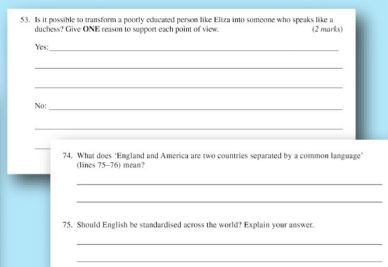 53. Is it possible to transform a poorly educated person like Eliza into someone who speaks like a
duchess? Give ONE reason to support each point of view. (2 marks)
Yes:
No:
74. What does ‘England and America are two countries separated by a common language’
(lines 75–76) mean?
75. Should English be standardised across the world? Explain your answer.